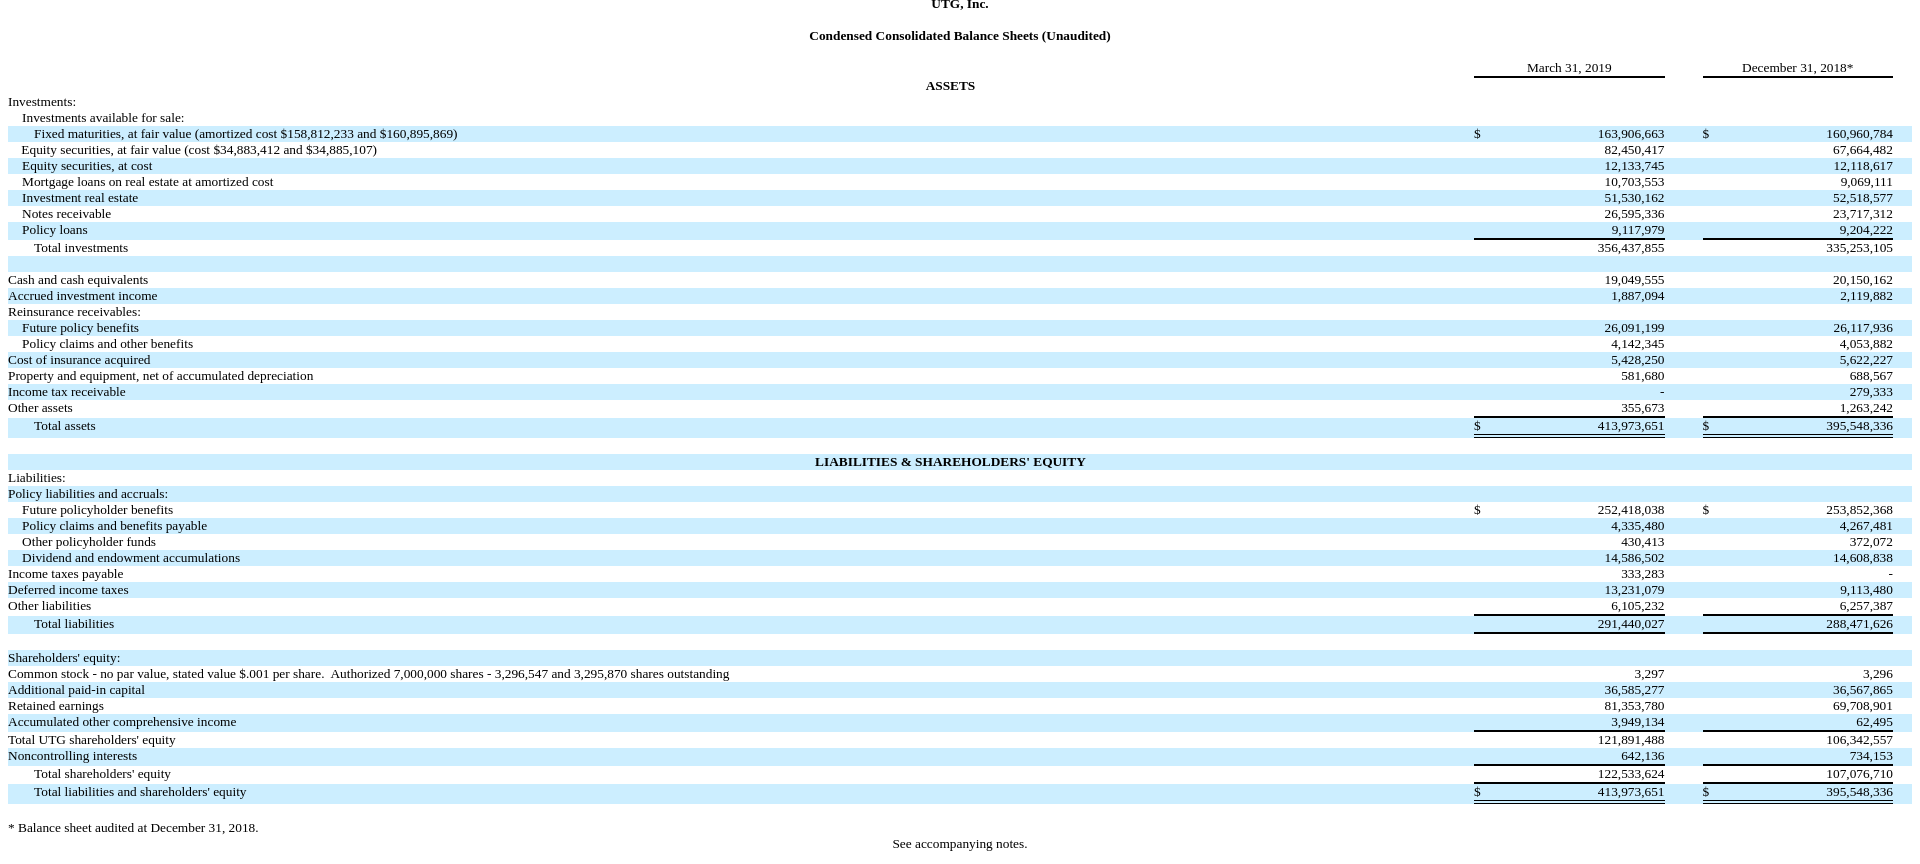 UTG, Inc.
Condensed Consolidated Balance Sheets (Unaudited)
March 31, 2019 December 31, 2018*
ASSETS
Investments:
Investments available for sale:
Fixed maturities, at fair value (amortized cost $158,812,233 and $160,895,869) $ 163,906,663 $ 160,960,784
Equity securities, at fair value (cost $34,883,412 and $34,885,107) 82,450,417 67,664,482
Equity securities, at cost 12,133,745 12,118,617
Mortgage loans on real estate at amortized cost 10,703,553 9,069,111
Investment real estate 51,530,162 52,518,577
Notes receivable 26,595,336 23,717,312
Policy loans 9,117,979 9,204,222
Total investments 356,437,855 335,253,105
Cash and cash equivalents 19,049,555 20,150,162
Accrued investment income 1,887,094 2,119,882
Reinsurance receivables:
Future policy benefits 26,091,199 26,117,936
Policy claims and other benefits 4,142,345 4,053,882
Cost of insurance acquired 5,428,250 5,622,227
Property and equipment, net of accumulated depreciation 581,680 688,567
Income tax receivable - 279,333
Other assets 355,673 1,263,242
Total assets $ 413,973,651 $ 395,548,336
LIABILITIES & SHAREHOLDERS' EQUITY
Liabilities:
Policy liabilities and accruals:
Future policyholder benefits $ 252,418,038 $ 253,852,368
Policy claims and benefits payable 4,335,480 4,267,481
Other policyholder funds 430,413 372,072
Dividend and endowment accumulations 14,586,502 14,608,838
Income taxes payable 333,283 -
Deferred income taxes 13,231,079 9,113,480
Other liabilities 6,105,232 6,257,387
Total liabilities 291,440,027 288,471,626
Shareholders' equity:
Common stock - no par value, stated value $.001 per share.  Authorized 7,000,000 shares - 3,296,547 and 3,295,870 shares outstanding 3,297 3,296
Additional paid-in capital 36,585,277 36,567,865
Retained earnings 81,353,780 69,708,901
Accumulated other comprehensive income 3,949,134 62,495
Total UTG shareholders' equity 121,891,488 106,342,557
Noncontrolling interests 642,136 734,153
Total shareholders' equity 122,533,624 107,076,710
Total liabilities and shareholders' equity $ 413,973,651 $ 395,548,336
* Balance sheet audited at December 31, 2018.
See accompanying notes.